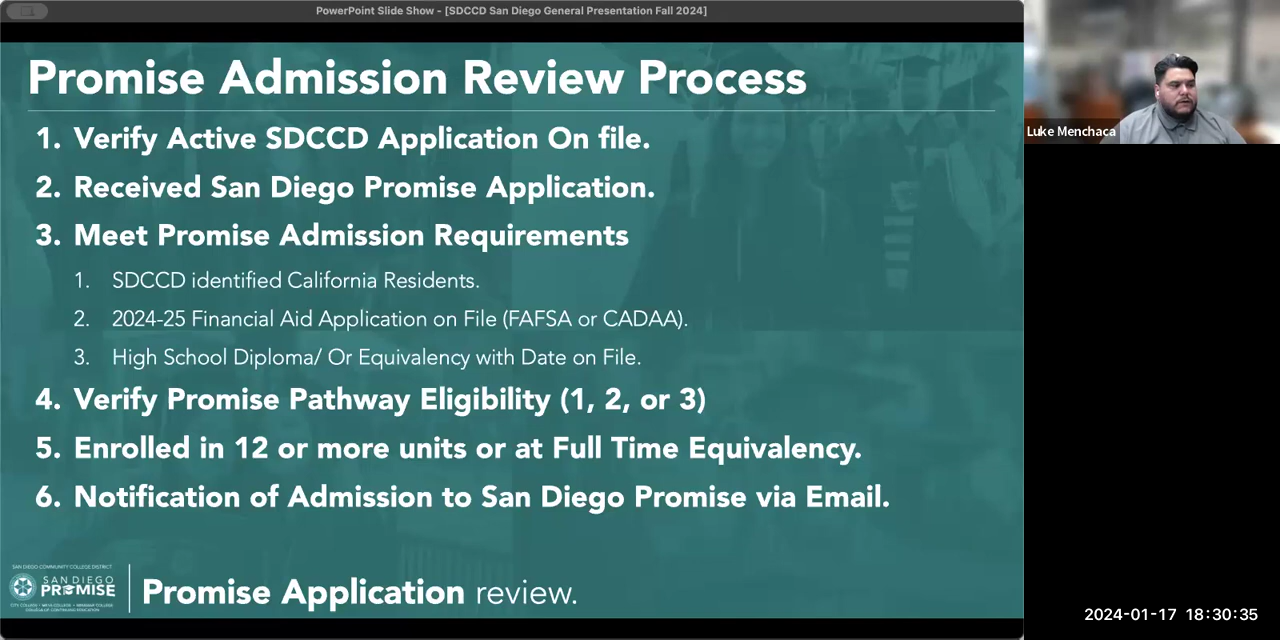 PowerPoint Slide Show - [SDCCD San Diego General Presentation Fall 2024]
Promise Admission Review Process
1. Verify Active SDCCD Application On file.
2. Received San Diego Promise Application.
3. Meet Promise Admission Requirements
1. SDCCD identified California Residents.
2. 2024-25 Financial Aid Application on File (FAFSA or CADAA).
3. High School Diploma/ Or Equivalency with Date on File.
4. Verify Promise Pathway Eligibility (1, 2, or 3)
5. Enrolled in 12 or more units or at Full Time Equivalency.
6. Notification of Admission to San Diego Promise via Email.
SAN DIEGO COMMUNITY COLLEGE DISTRICT
SAN DIEGO
PROMISE
Promise Application review.
Luke Menchaca
2024-01-17 18:30:35